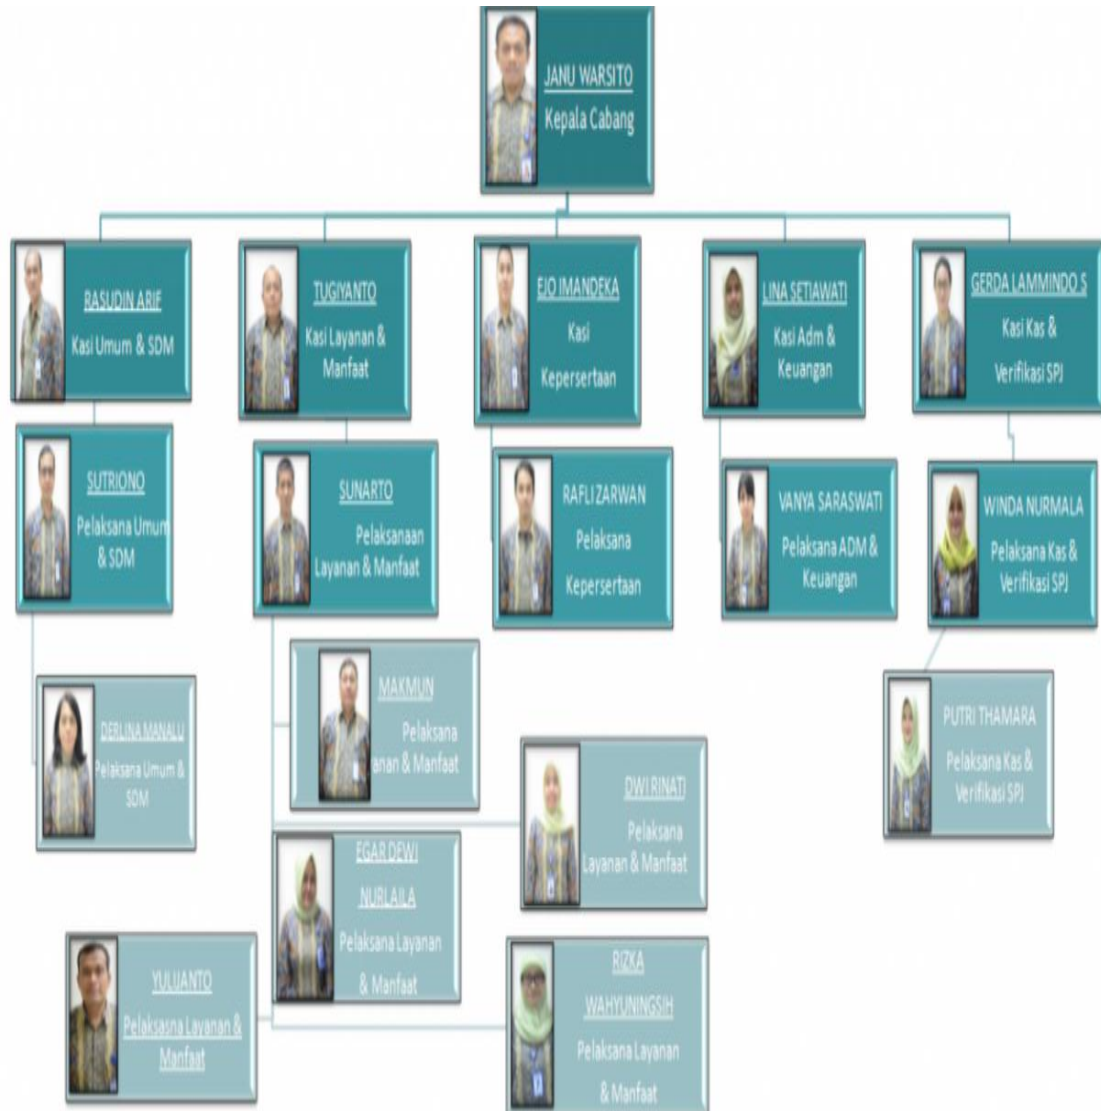 JANU WARSITO
Kepala Cabang
RASUDIN ARIF
Kasi Umum & SDM
TUGIYANTO
Kasi Layanan &
Manfaat
EJO IMANDEKA
Kasi
Kepersertaan
LINA SETIAWATI
Kasi Adm &
Keuangan
GERDA LAMMINDO S
Kasi Kas &
Verifikasi SPJ
SUTRIONO
Pelaksana Umum
& SDM
SUNARTO
Pelaksanaan
Layanan & Manfaat
RAFLI ZARWAN
Pelaksana
Kepersertaan
VANYA SARASWATI
Pelaksana ADM &
Keuangan
WINDA NURMALA
Pelaksana Kas &
Verifikasi SPJ
DERLINA MANALU
Pelaksana Umum &
SDM
MAKMUN
Pelaksana
anan & Manfaat
DWI RINATI
Pelaksana
Layanan & Manfaat
PUTRI THAMARA
Pelaksana Kas &
Verifikasi SPJ
EGAR DEWI
NURLAILA
Pelaksana Layanan
& Manfaat
YULIJANTO
Pelaksasna Layanan &
Manfaat
RIZKA
WAHYUNINGSIH
Pelaksana Layanan
& Manfaat